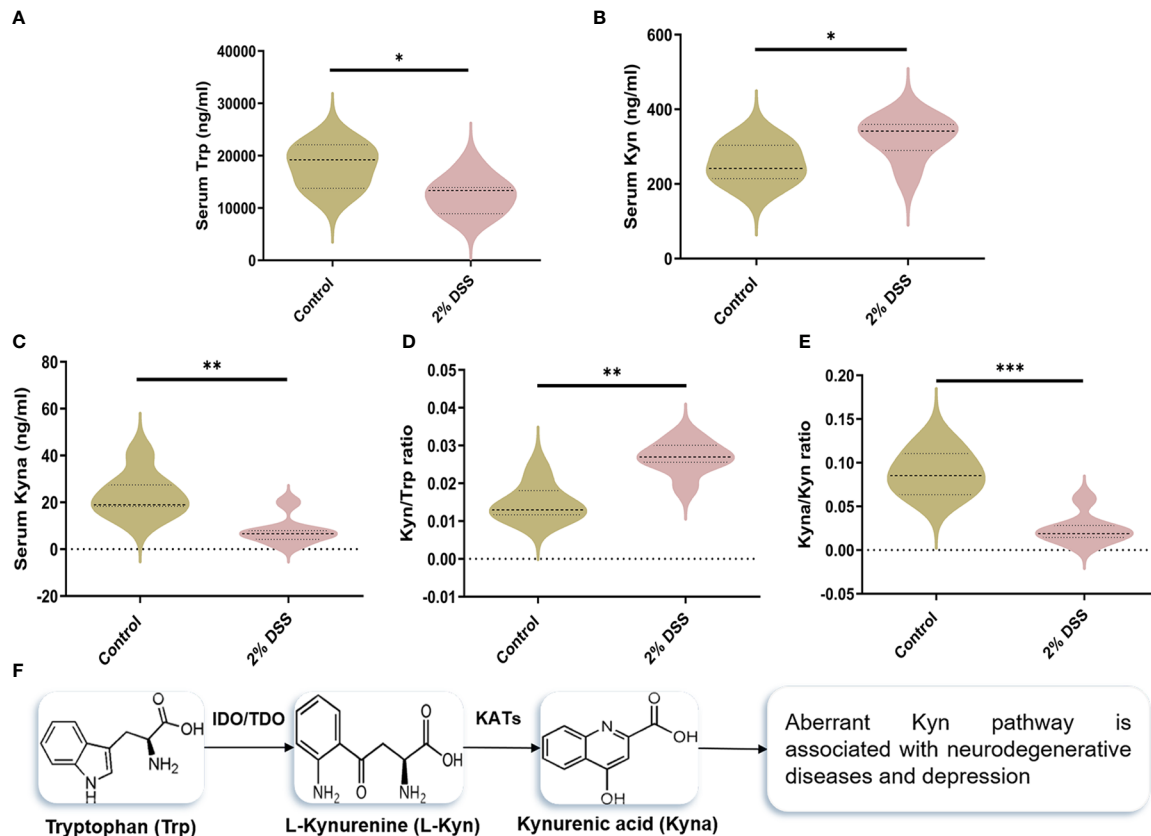 A
Serum Trp (ng/ml)
40000
30000
20000
10000
0
*
Control
2% DSS
B
Serum Kyn (ng/ml)
600
400
200
0
*
Control
2% DSS
C
Serum Kyna (ng/ml)
80
60
40
20
0
-20
**
Control
2% DSS
D
Kyn/Trp ratio
0.05
0.04
0.03
0.02
0.01
0.00
-0.01
**
Control
2% DSS
E
Kyna/Kyn ratio
0.20
0.15
0.10
0.05
0.00
-0.05
***
Control
2% DSS
F
O
OH
NH2
N
H
Tryptophan (Trp)
IDO/TDO
O
OH
NH2
O
NH2
L-Kynurenine (L-Kyn)
KATs
O
N
OH
OH
Kynurenic acid (Kyna)
Aberrant Kyn pathway is
associated with neurodegenerative
diseases and depression